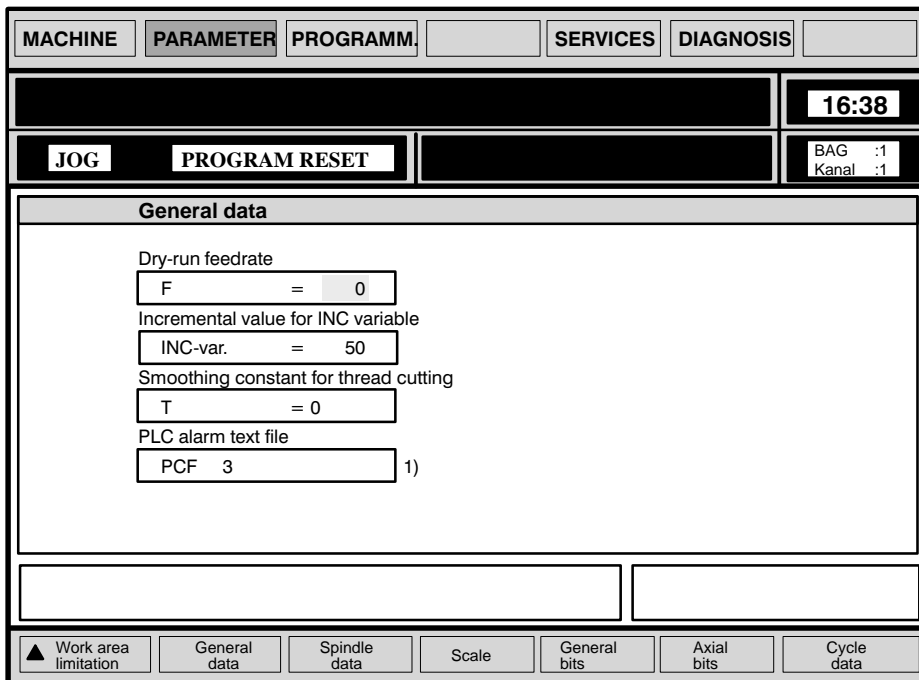 MACHINE PARAMETER PROGRAMM. SERVICES DIAGNOSIS
16:38
JOG PROGRAM RESET
BAG :1
Kanal :1
General data
Dry-run feedrate
F = 0
Incremental value for INC variable
INC-var. = 50
Smoothing constant for thread cutting
T = 0
PLC alarm text file
PCF 3 1)
Work area limitation
General data
Spindle data
Scale
General bits
Axial bits
Cycle data